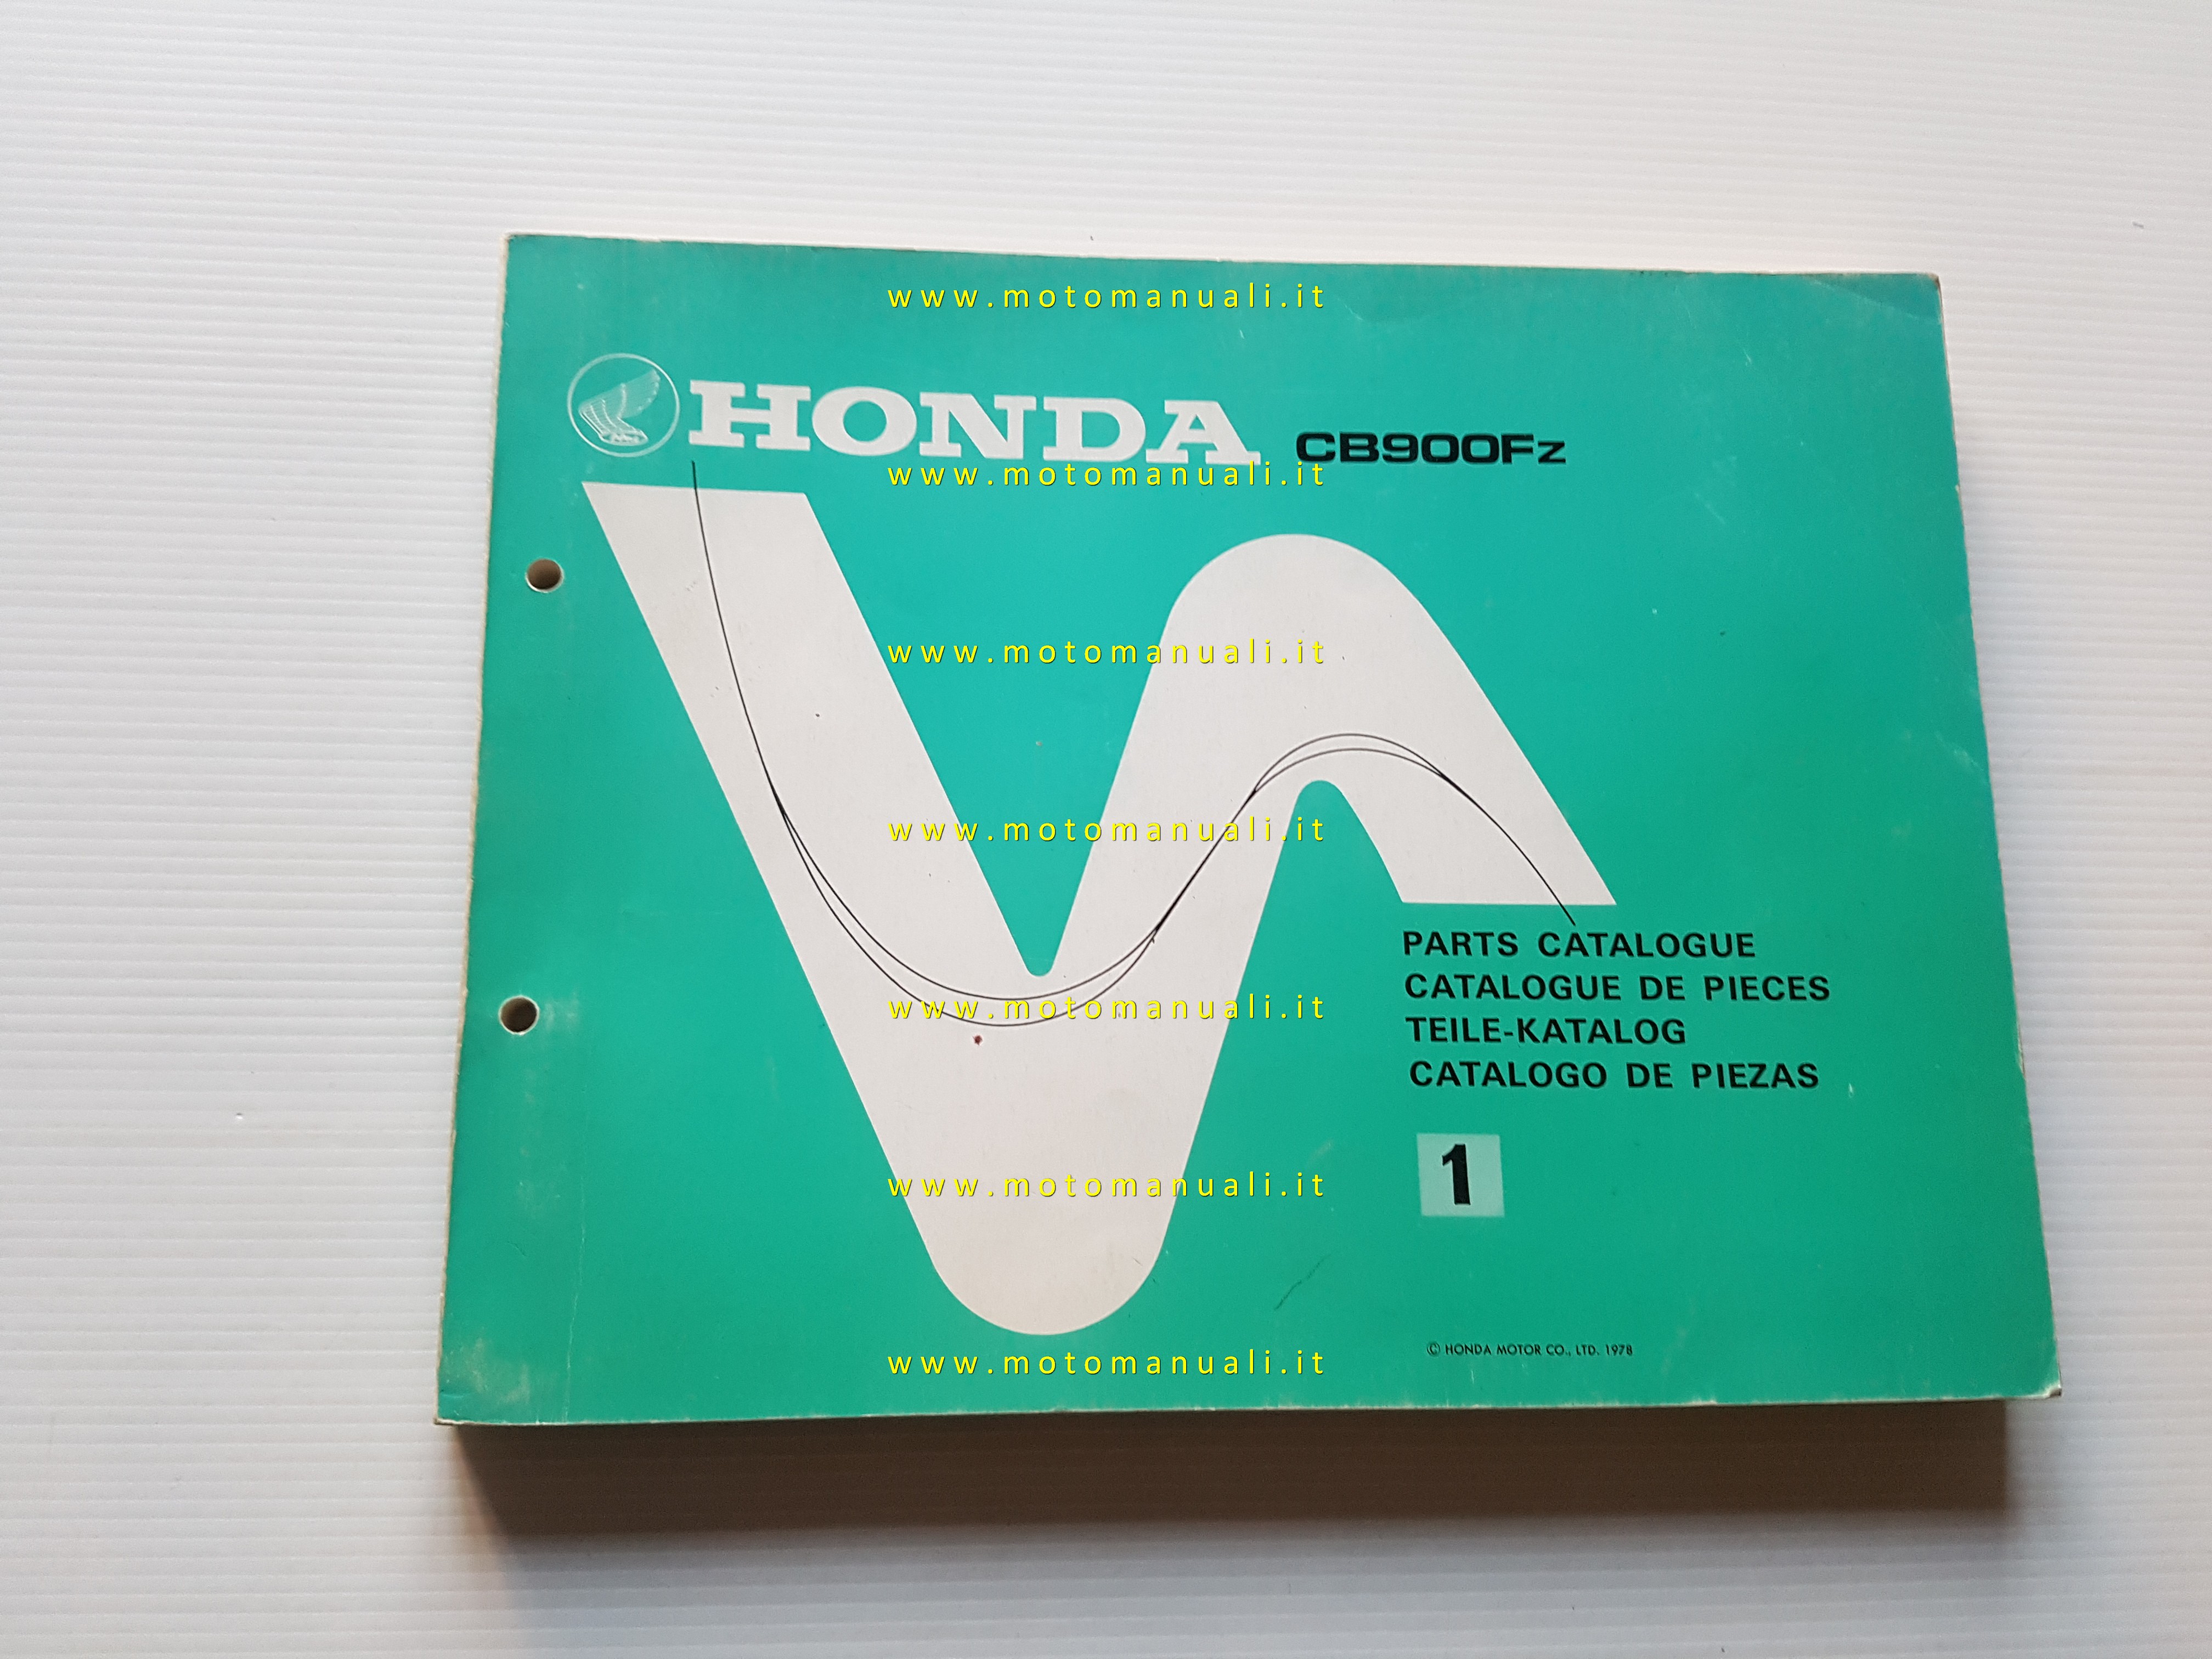 www.motomanuali.it
HONDA CB900Fz
www.motomanuali.it
www.motomanuali.it
www.motomanuali.it
PARTS CATALOGUE
CATALOGUE DE PIECES
www.motomanuali.it
TEILE-KATALOG
CATALOGO DE PIEZAS
1
www.motomanuali.it
© HONDA MOTOR CO., LTD. 1978
www.motomanuali.it